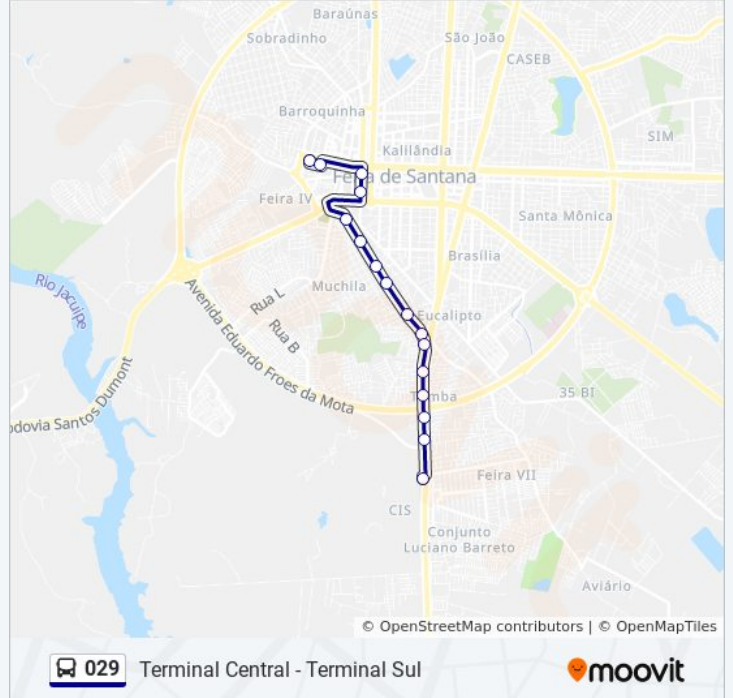 Baraúnas
Sobradinho
São João
CASEB
Barroquinha
SIM
Kalilândia
Feira de Santana
Feira IV
Santa Mônica
Brasília
Rio Jacuípe
Muchila
Rua L
Eucalipto
Rua B
Avenida Eduardo Froes da Mota
35 BI
Tomba
odovia Santos Dumont
Feira VII
CIS
Conjunto
Luciano Barreto
Aviário
© OpenStreetMap contributors | © OpenMapTiles
029 Terminal Central - Terminal Sul
moovit